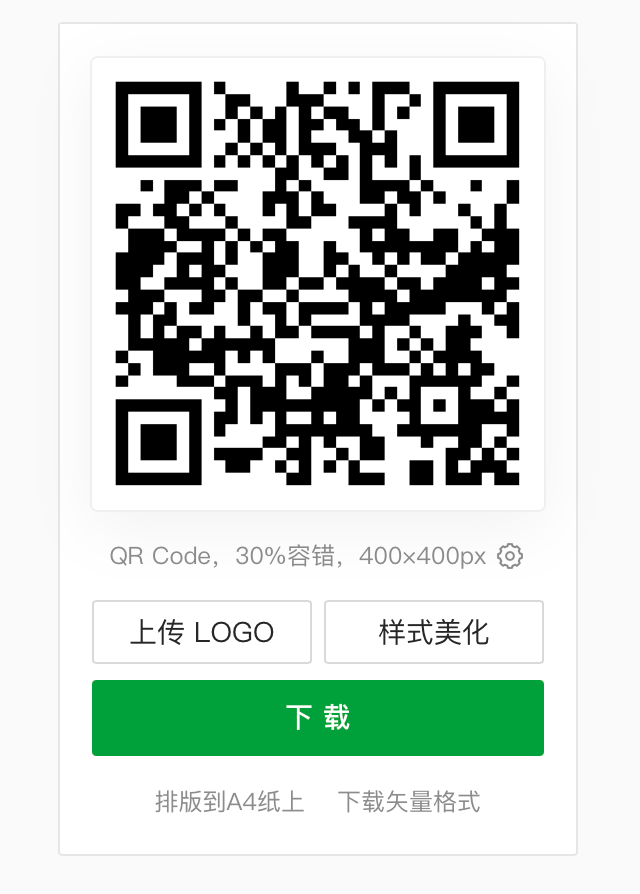 QR Code，30%容错，400×400px
上传 LOGO
样式美化
下 载
排版到A4纸上
下载矢量格式